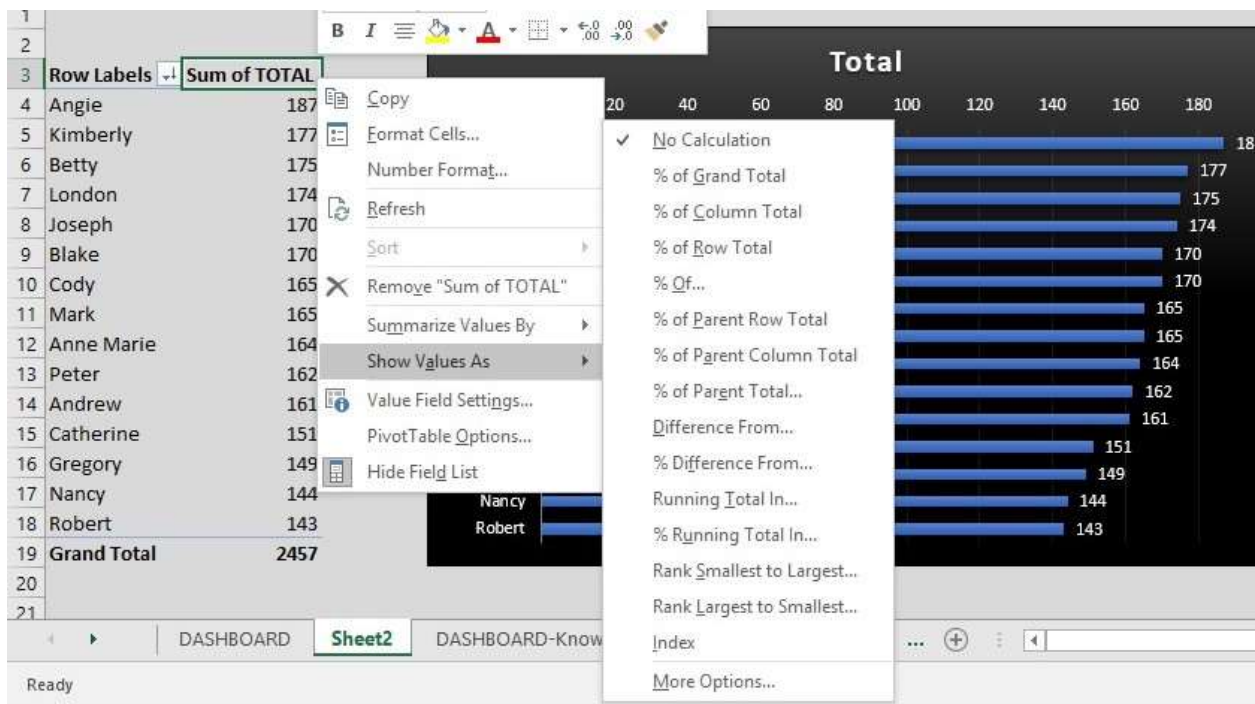 1
B I A .00 .00
2
Total
3 Row Labels Sum of TOTAL
20 40 60 80 100 120 140 160 180
4 Angie 187
5 Kimberly 177
6 Betty 175
7 London 174
8 Joseph 170
9 Blake 170
10 Cody 165
11 Mark 165
12 Anne Marie 164
13 Peter 162
14 Andrew 161
15 Catherine 151
16 Gregory 149
17 Nancy 144
18 Robert 143
19 Grand Total 2457
20
21
Copy
Format Cells...
Number Format...
Refresh
Sort
Remove "Sum of TOTAL"
Summarize Values By
Show Values As
Value Field Settings...
PivotTable Options...
Hide Field List
No Calculation
% of Grand Total
% of Column Total
% of Row Total
% Of...
% of Parent Row Total
% of Parent Column Total
% of Parent Total...
Difference From...
% Difference From...
Running Total In...
% Running Total In...
Rank Smallest to Largest...
Rank Largest to Smallest...
Index
More Options...
177
175
174
170
170
165
165
164
162
161
151
149
Nancy 144
Robert 143
DASHBOARD Sheet2 DASHBOARD-Know ...
Ready